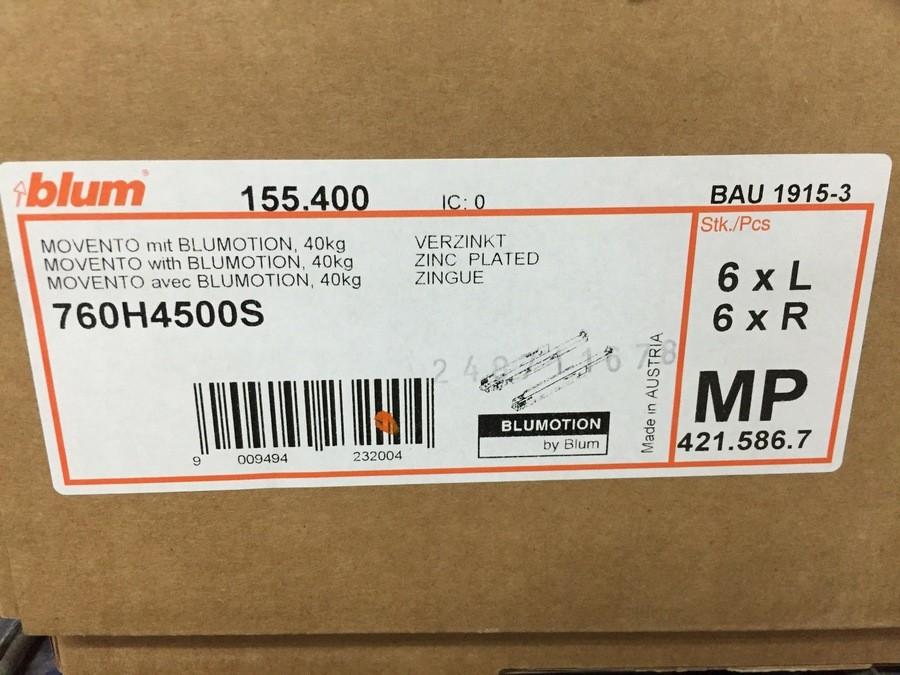 blum
155.400
IC: 0
BAU 1915-3
MOVENTO mit BLUMOTION, 40kg
MOVENTO with BLUMOTION, 40kg
MOVENTO avec BLUMOTION, 40kg
VERZINKT
ZINC PLATED
ZINGUE
760H4500S
Stk./Pcs
6 x L
6 x R
MP
421.586.7
Made in AUSTRIA
BLUMOTION
by Blum
9 009494 232004